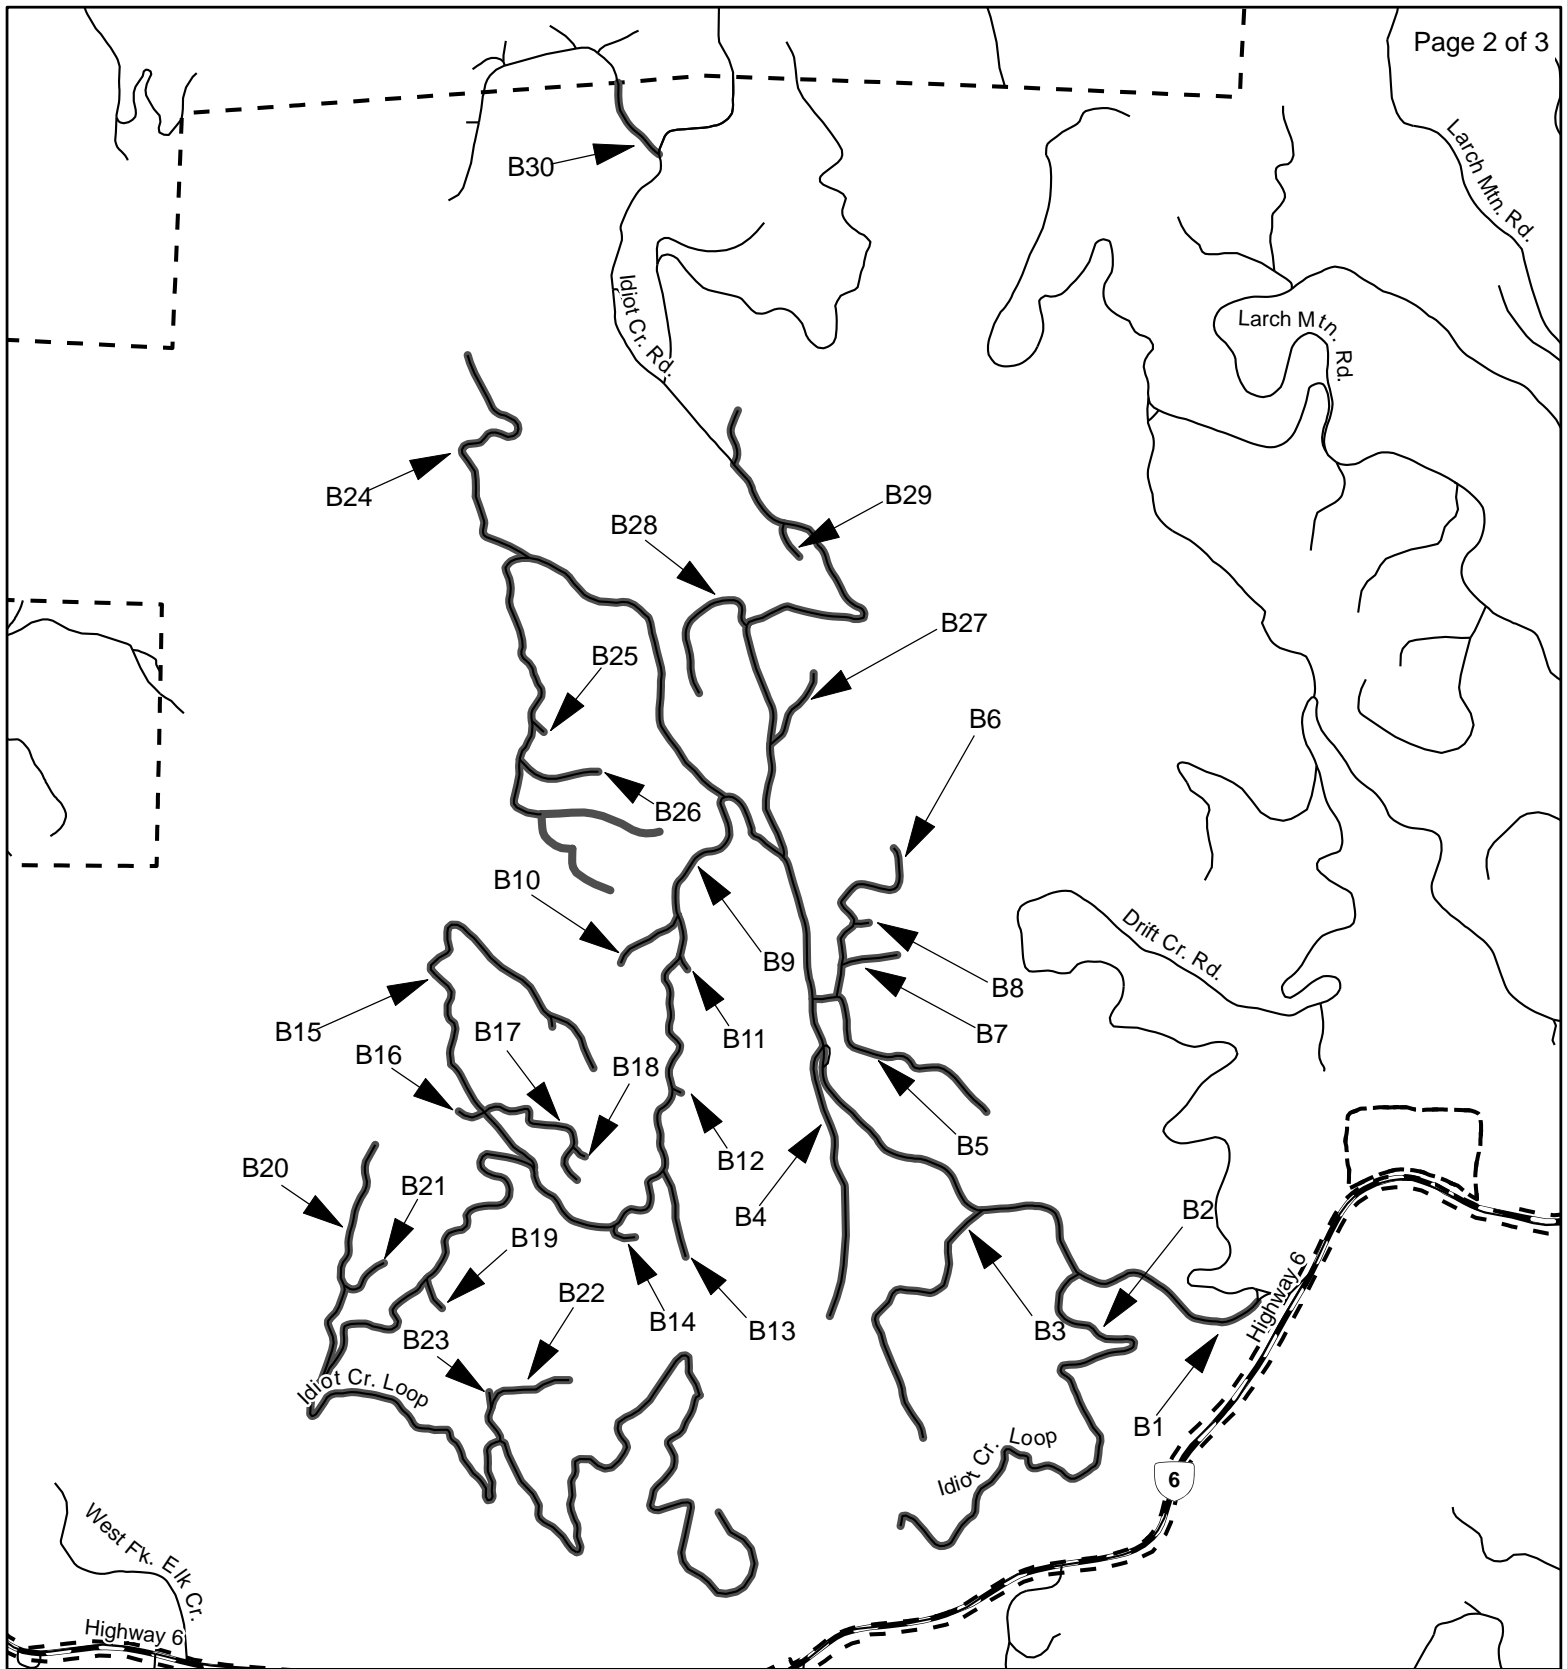 Page 2 of 3
Larch Mtn. Rd.
B30
Idiot Cr. Rd.
Larch Mtn. Rd.
B24
B29
B28
B27
B25
B6
B26
B10
Drift Cr. Rd.
B9
B8
B15
B17
B11
B7
B16
B18
B5
B12
B20
B21
B4
B2
B19
Highway 6
B22
B14
B13
B3
B23
Idiot Cr. Loop
B1
Idiot Cr. Loop
6
West Fk. Elk Cr.
Highway 6